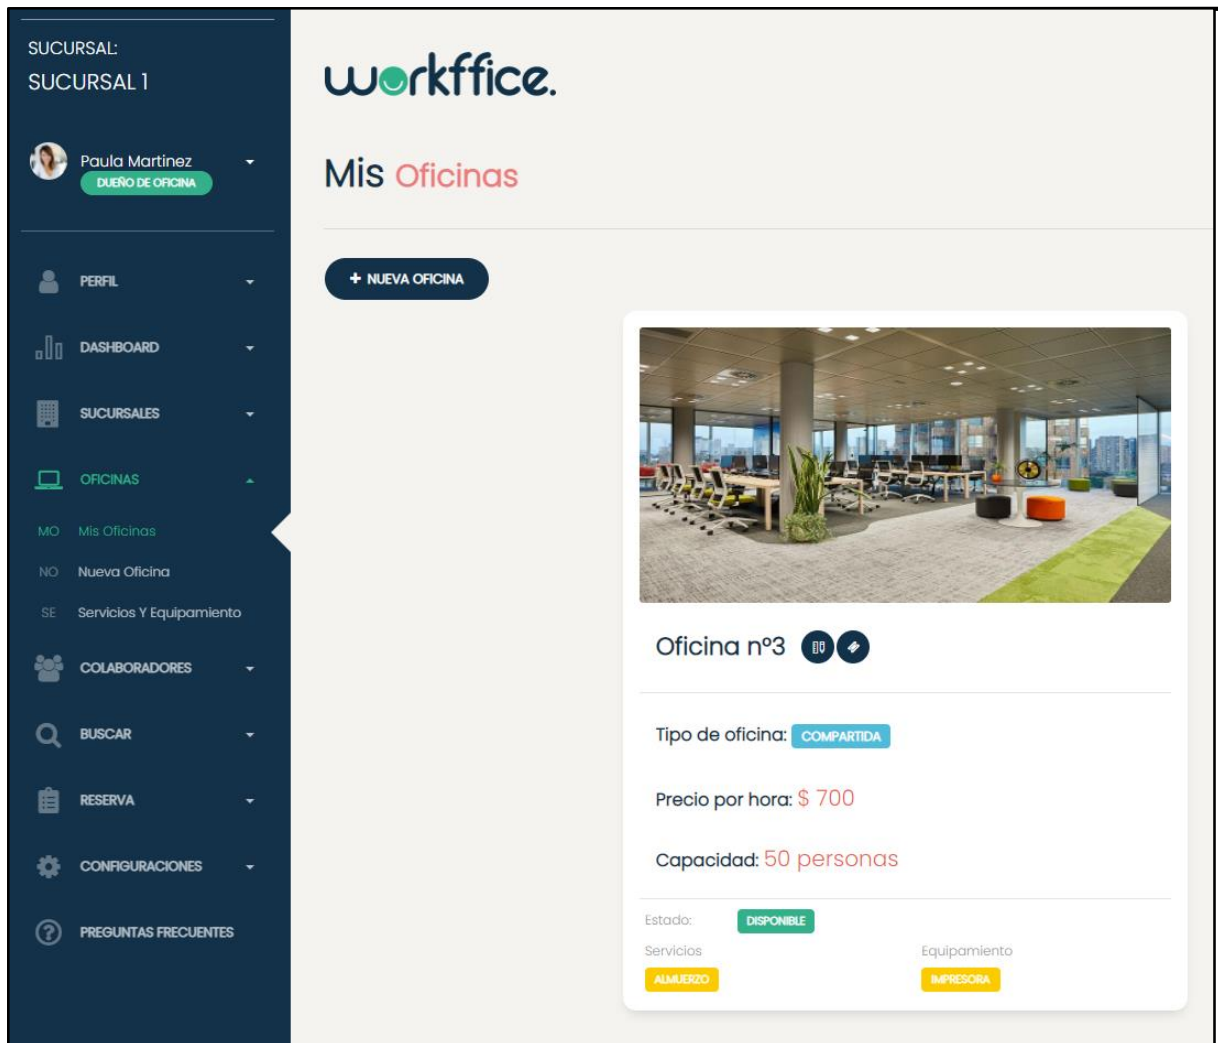 SUCURSAL:
SUCURSAL 1
Paula Martinez
DUEÑO DE OFICINA
PERFIL
DASHBOARD
SUCURSALES
OFICINAS
MO Mis Oficinas
NO Nueva Oficina
SE Servicios Y Equipamiento
COLABORADORES
BUSCAR
RESERVA
CONFIGURACIONES
PREGUNTAS FRECUENTES
workffice.
Mis Oficinas
+ NUEVA OFICINA
Oficina nº3
Tipo de oficina: COMPARTIDA
Precio por hora: $ 700
Capacidad: 50 personas
Estado: DISPONIBLE
Servicios Equipamiento
ALMUERZO IMPRESORA